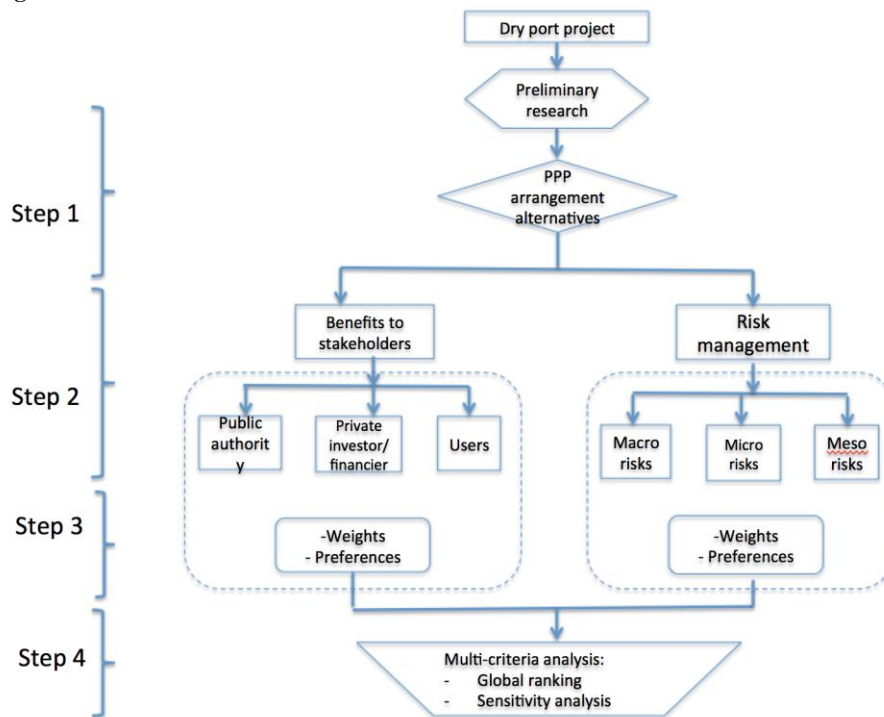 Dry port project
Preliminary
research
Step 1
PPP
arrangement
alternatives
Benefits to
stakeholders
Risk
management
Step 2
Public
authorit
y
Private
investor/
financier
Users
Macro
risks
Micro
risks
Meso
risks
Step 3
-Weights
- Preferences
-Weights
- Preferences
Step 4
Multi-criteria analysis:
- Global ranking
- Sensitivity analysis